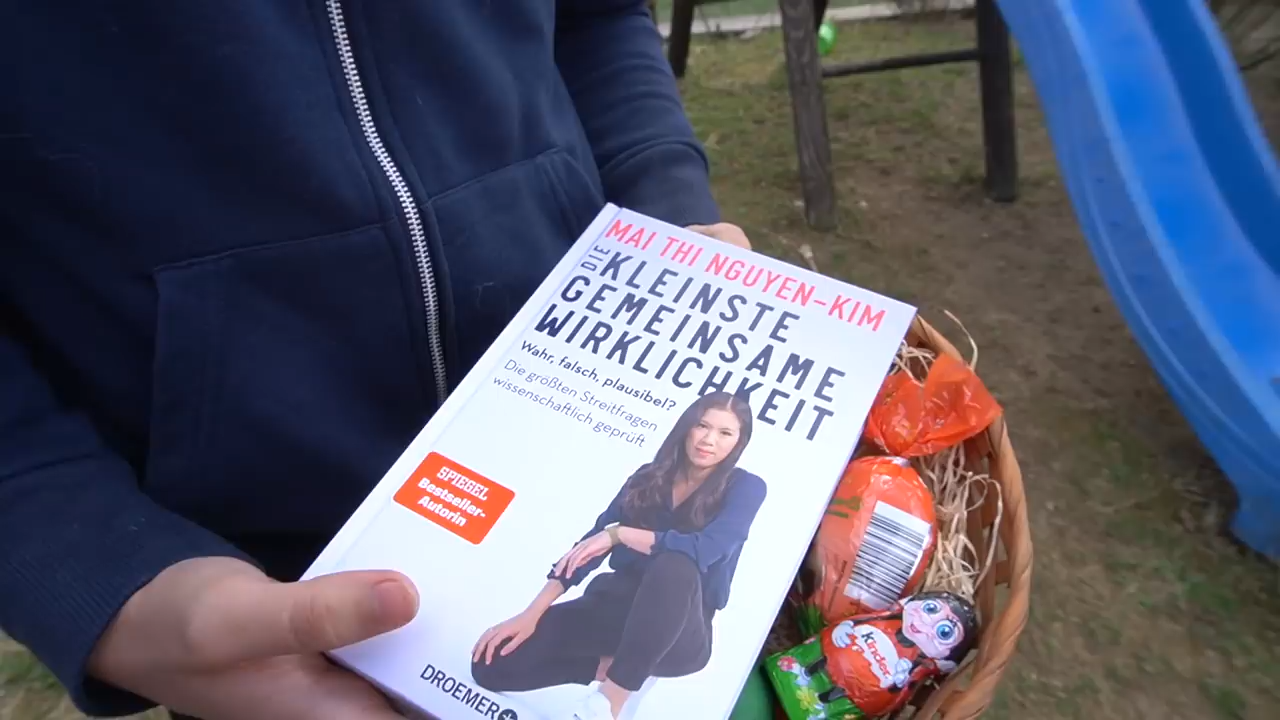 MAI THI NGUYEN-KIM
DIE
KLEINSTE
GEMEINSAME
WIRKLICHKEIT
Wahr, falsch, plausibel?
Die größten Streitfragen
wissenschaftlich geprüft
SPIEGEL
Bestseller-
Autorin
DROEMER
kinder